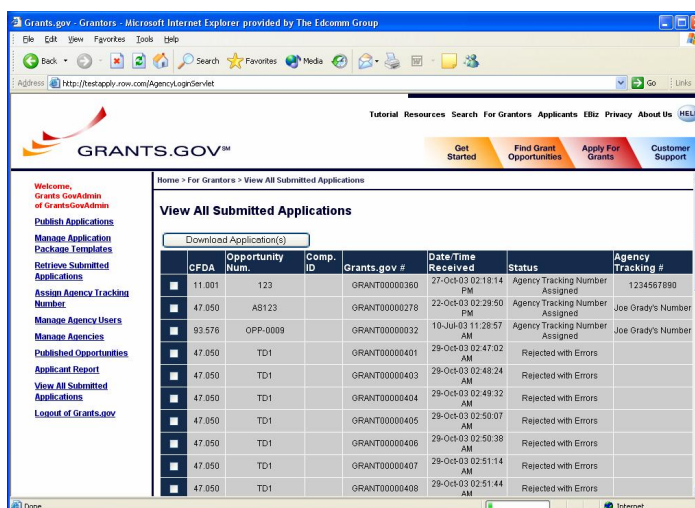 Grants.gov - Grantors - Microsoft Internet Explorer provided by The Edcomm Group
File Edit View Favorites Tools Help
Back Search Favorites Media
Address http://testapply.row.com/AgencyLoginServlet Go Links
Tutorial Resources Search For Grantors Applicants EBiz Privacy About Us HEL
GRANTS.GOV SM
Get Started
Find Grant Opportunities
Apply For Grants
Customer Support
Welcome,
Grants GovAdmin
of GrantsGovAdmin
Publish Applications
Manage Application
Package Templates
Retrieve Submitted
Applications
Assign Agency Tracking
Number
Manage Agency Users
Manage Agencies
Published Opportunities
Applicant Report
View All Submitted
Applications
Logout of Grants.gov
Home > For Grantors > View All Submitted Applications
View All Submitted Applications
Download Application(s)
CFDA Opportunity Num. Comp. ID Grants.gov # Date/Time Received Status Agency Tracking #
11.001 123 GRANT00000360 27-Oct-03 02:18:14 PM Agency Tracking Number Assigned 1234567890
47.050 AS123 GRANT00000278 22-Oct-03 02:29:50 PM Agency Tracking Number Assigned Joe Grady's Number
93.576 OPP-0009 GRANT00000032 10-Jul-03 11:28:57 AM Agency Tracking Number Assigned Joe Grady's Number
47.050 TD1 GRANT00000401 29-Oct-03 02:47:02 AM Rejected with Errors
47.050 TD1 GRANT00000403 29-Oct-03 02:48:24 AM Rejected with Errors
47.050 TD1 GRANT00000404 29-Oct-03 02:49:32 AM Rejected with Errors
47.050 TD1 GRANT00000405 29-Oct-03 02:50:07 AM Rejected with Errors
47.050 TD1 GRANT00000406 29-Oct-03 02:50:38 AM Rejected with Errors
47.050 TD1 GRANT00000407 29-Oct-03 02:51:14 AM Rejected with Errors
47.050 TD1 GRANT00000408 29-Oct-03 02:51:44 AM Rejected with Errors
Done Internet